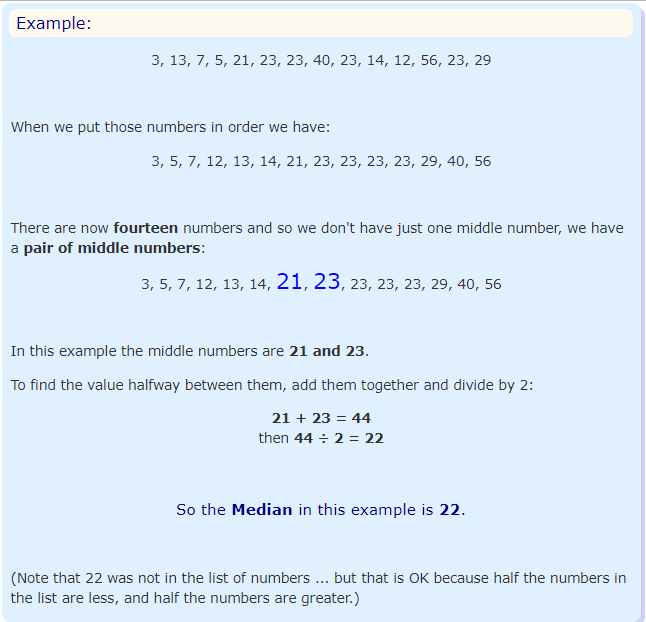 Example:
3, 13, 7, 5, 21, 23, 23, 40, 23, 14, 12, 56, 23, 29
When we put those numbers in order we have:
3, 5, 7, 12, 13, 14, 21, 23, 23, 23, 23, 29, 40, 56
There are now fourteen numbers and so we don't have just one middle number, we have
a pair of middle numbers:
3, 5, 7, 12, 13, 14, 21, 23, 23, 23, 23, 29, 40, 56
In this example the middle numbers are 21 and 23.
To find the value halfway between them, add them together and divide by 2:
21 + 23 = 44
then 44 ÷ 2 = 22
So the Median in this example is 22.
(Note that 22 was not in the list of numbers ... but that is OK because half the numbers in
the list are less, and half the numbers are greater.)